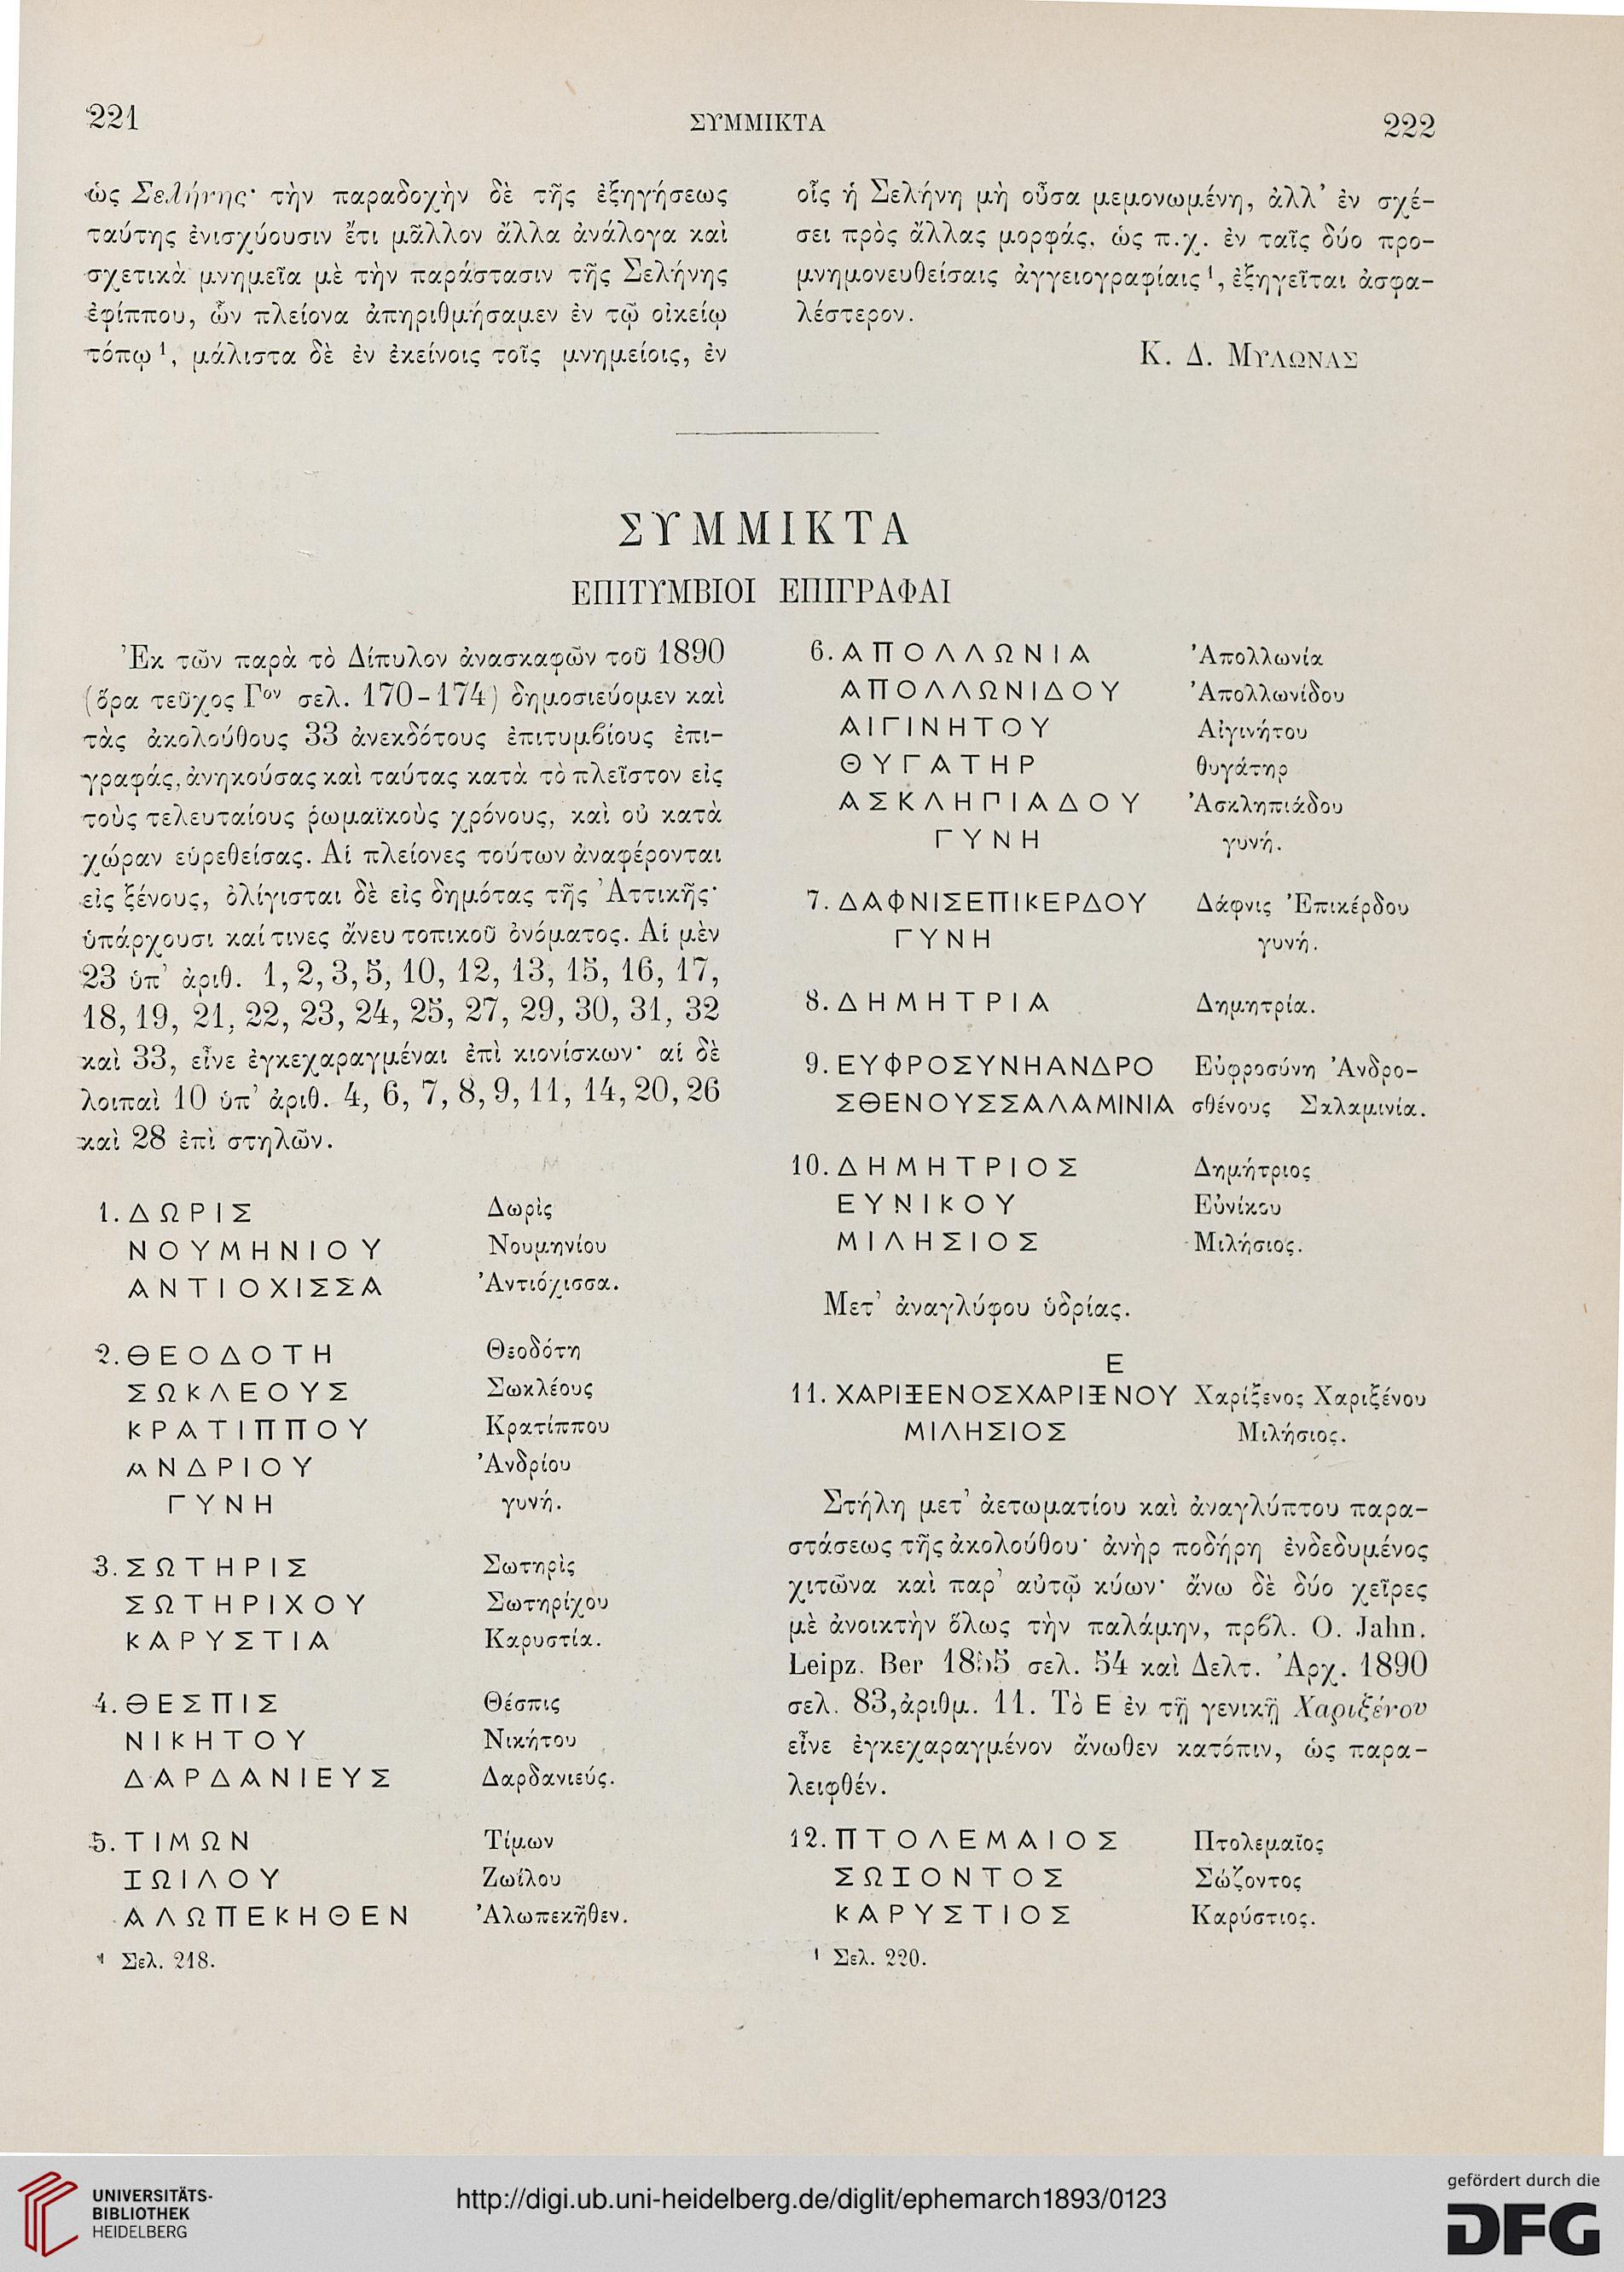 221
ΣΥΜΜΙΚΤΑ
222
ὡς Σελήνης· τὴν παραδοχὴν δὲ τῆς ἐξηγήσεως
ταύτης ἐνισχύουσιν ἔτι μᾶλλον ἄλλα ἀνάλογα καὶ
σχετικὰ μνημεῖα μὲ τὴν παράστασιν τῆς Σελήνης
ἐφίππου, ὧν πλείονα ἀπηριθμήσαμεν ἐν τῷ οἰκείῳ
τόπῳ¹, μάλιστα δὲ ἐν ἐκείνοις τοῖς μνημείοις, ἐν
οἷς ἡ Σελήνη μὴ οὖσα μεμονωμένη, ἀλλ' ἐν σχέ-
σει πρὸς ἄλλας μορφάς, ὡς π.χ. ἐν ταῖς δύο προ-
μνημονευθείσαις ἀγγειογραφίαις¹, ἐξηγεῖται ἀσφα-
λέστερον.
Κ. Δ. ΜΥΛΩΝΑΣ
ΣΥΜΜΙΚΤΑ
ΕΠΙΤΥΜΒΙΟΙ ΕΠΙΓΡΑΦΑΙ
Ἐκ τῶν παρὰ τὸ Δίπυλον ἀνασκαφῶν τοῦ 1890
(ὅρα τεῦχος Γον σελ. 170-174) δημοσιεύομεν καὶ
τὰς ἀκολούθους 33 ἀνεκδότους ἐπιτυμβίους ἐπι-
γραφάς, ἀνηκούσας καὶ ταύτας κατὰ τὸ πλεῖστον εἰς
τοὺς τελευταίους ῥωμαϊκοὺς χρόνους, καὶ οὐ κατὰ
χώραν εὑρεθείσας. Αἱ πλείονες τούτων ἀναφέρονται
εἰς ξένους, ὀλίγισται δὲ εἰς δημότας τῆς Ἀττικῆς·
ὑπάρχουσι καί τινες ἄνευ τοπικοῦ ὀνόματος. Αἱ μὲν
23 ὑπ' ἀριθ. 1, 2, 3, 5, 10, 12, 13, 15, 16, 17,
18, 19, 21, 22, 23, 24, 25, 27, 29, 30, 31, 32
καὶ 33, εἶνε ἐγκεχαραγμέναι ἐπὶ κιονίσκων· αἱ δὲ
λοιπαὶ 10 ὑπ' ἀριθ. 4, 6, 7, 8, 9, 11, 14, 20, 26
καὶ 28 ἐπὶ στηλῶν.
1. ΔΩΡΙΣ Δωρὶς
ΝΟΥΜΗΝΙΟΥ Νουμηνίου
ΑΝΤΙΟΧΙΣΣΑ Ἀντιόχισσα.
2. ΘΕΟΔΟΤΗ Θεοδότη
ΣΩΚΛΕΟΥΣ Σωκλέους
ΚΡΑΤΙΠΠΟΥ Κρατίππου
ΑΝΔΡΙΟΥ Ἀνδρίου
ΓΥΝΗ γυνή.
3. ΣΩΤΗΡΙΣ Σωτηρὶς
ΣΩΤΗΡΙΧΟΥ Σωτηρίχου
ΚΑΡΥΣΤΙΑ Καρυστία.
4. ΘΕΣΠΙΣ Θέσπις
ΝΙΚΗΤΟΥ Νικήτου
ΔΑΡΔΑΝΙΕΥΣ Δαρδανιεύς.
5. ΤΙΜΩΝ Τίμων
ΖΩΙΛΟΥ Ζωΐλου
ΑΛΩΠΕΚΗΘΕΝ Ἀλωπεκῆθεν.
¹ Σελ. 218.
6. ΑΠΟΛΛΩΝΙΑ Ἀπολλωνία
ΑΠΟΛΛΩΝΙΔΟΥ Ἀπολλωνίδου
ΑΙΓΙΝΗΤΟΥ Αἰγινήτου
ΘΥΓΑΤΗΡ θυγάτηρ
ΑΣΚΛΗΠΙΑΔΟΥ Ἀσκληπιάδου
ΓΥΝΗ γυνή.
7. ΔΑΦΝΙΣΕΠΙΚΕΡΔΟΥ Δάφνις Ἐπικέρδου
ΓΥΝΗ γυνή.
8. ΔΗΜΗΤΡΙΑ Δημητρία.
9. ΕΥΦΡΟΣΥΝΗΑΝΔΡΟ Εὐφροσύνη Ἀνδρο-
ΣΘΕΝΟΥΣΣΑΛΑΜΙΝΙΑ σθένους Σαλαμινία.
10. ΔΗΜΗΤΡΙΟΣ Δημήτριος
ΕΥΝΙΚΟΥ Εὐνίκου
ΜΙΛΗΣΙΟΣ Μιλήσιος.
Μετ' ἀναγλύφου ὑδρίας.
Ε
11. ΧΑΡΙΞΕΝΟΣΧΑΡΙΞΝΟΥ Χαρίξενος Χαριξένου
ΜΙΛΗΣΙΟΣ Μιλήσιος.
Στήλη μετ' ἀετωματίου καὶ ἀναγλύπτου παρα-
στάσεως τῆς ἀκολούθου· ἀνὴρ ποδήρη ἐνδεδυμένος
χιτῶνα καὶ παρ' αὐτῷ κύων· ἄνω δὲ δύο χεῖρες
μὲ ἀνοικτὴν ὅλως τὴν παλάμην, πρβλ. O. Jahn.
Leipz. Ber 1855 σελ. 54 καὶ Δελτ. Ἀρχ. 1890
σελ. 83, ἀριθμ. 11. Τὸ Ε ἐν τῇ γενικῇ Χαριξένου
εἶνε ἐγκεχαραγμένον ἄνωθεν κατόπιν, ὡς παρα-
λειφθέν.
12. ΠΤΟΛΕΜΑΙΟΣ Πτολεμαῖος
ΣΩΖΟΝΤΟΣ Σώζοντος
ΚΑΡΥΣΤΙΟΣ Καρύστιος.
¹ Σελ. 220.
UNIVERSITÄTS-
BIBLIOTHEK
HEIDELBERG
http://digi.ub.uni-heidelberg.de/diglit/ephemarch1893/0123
gefördert durch die
DFG